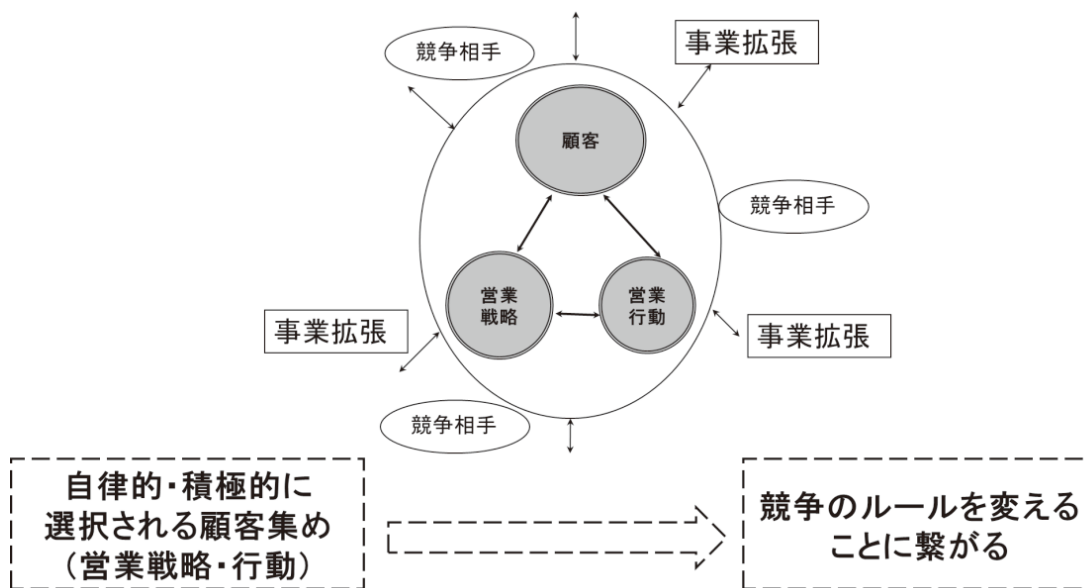 競争相手
事業拡張
顧客
競争相手
営業
戦略
営業
行動
事業拡張
事業拡張
競争相手
自律的・積極的に
選択される顧客集め
(営業戦略・行動)
競争のルールを変える
ことに繋がる